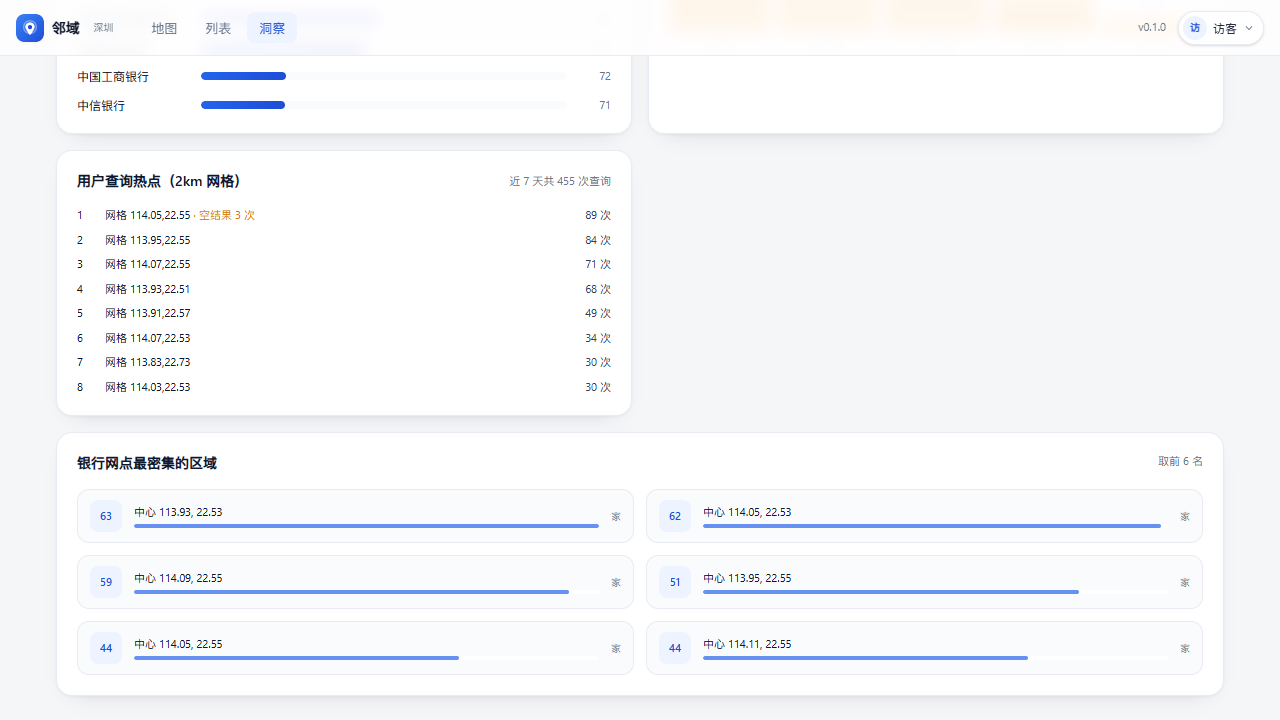 邻域 深圳 地图 列表 洞察 v0.1.0 访 访客
中国工商银行 72
中信银行 71
用户查询热点（2km 网格） 近 7 天共 455 次查询
1 网格 114.05,22.55 · 空结果 3 次 89 次
2 网格 113.95,22.55 84 次
3 网格 114.07,22.55 71 次
4 网格 113.93,22.51 68 次
5 网格 113.91,22.57 49 次
6 网格 114.07,22.53 34 次
7 网格 113.83,22.73 30 次
8 网格 114.03,22.53 30 次
银行网点最密集的区域 取前 6 名
63 中心 113.93, 22.53 家
62 中心 114.05, 22.53 家
59 中心 114.09, 22.55 家
51 中心 113.95, 22.55 家
44 中心 114.05, 22.55 家
44 中心 114.11, 22.55 家